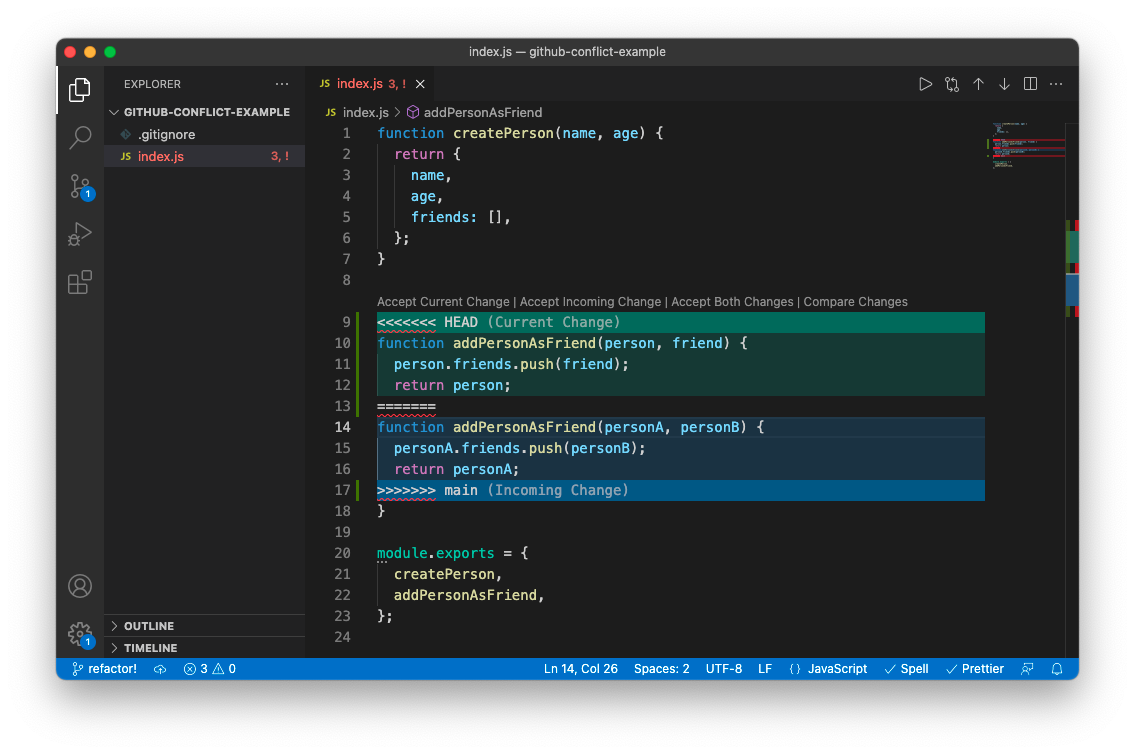 index.js — github-conflict-example
EXPLORER ···
GITHUB-CONFLICT-EXAMPLE
.gitignore
JS index.js 3, !
OUTLINE
TIMELINE
1
1
JS index.js 3, !
JS index.js > addPersonAsFriend
1 function createPerson(name, age) {
2 return {
3 name,
4 age,
5 friends: [],
6 };
7 }
8
Accept Current Change | Accept Incoming Change | Accept Both Changes | Compare Changes
9 <<<<<<< HEAD (Current Change)
10 function addPersonAsFriend(person, friend) {
11 person.friends.push(friend);
12 return person;
13 =======
14 function addPersonAsFriend(personA, personB) {
15 personA.friends.push(personB);
16 return personA;
17 >>>>>>> main (Incoming Change)
18 }
19
20 module.exports = {
21 createPerson,
22 addPersonAsFriend,
23 };
24
refactor! 3 0 Ln 14, Col 26 Spaces: 2 UTF-8 LF {} JavaScript ✓ Spell ✓ Prettier